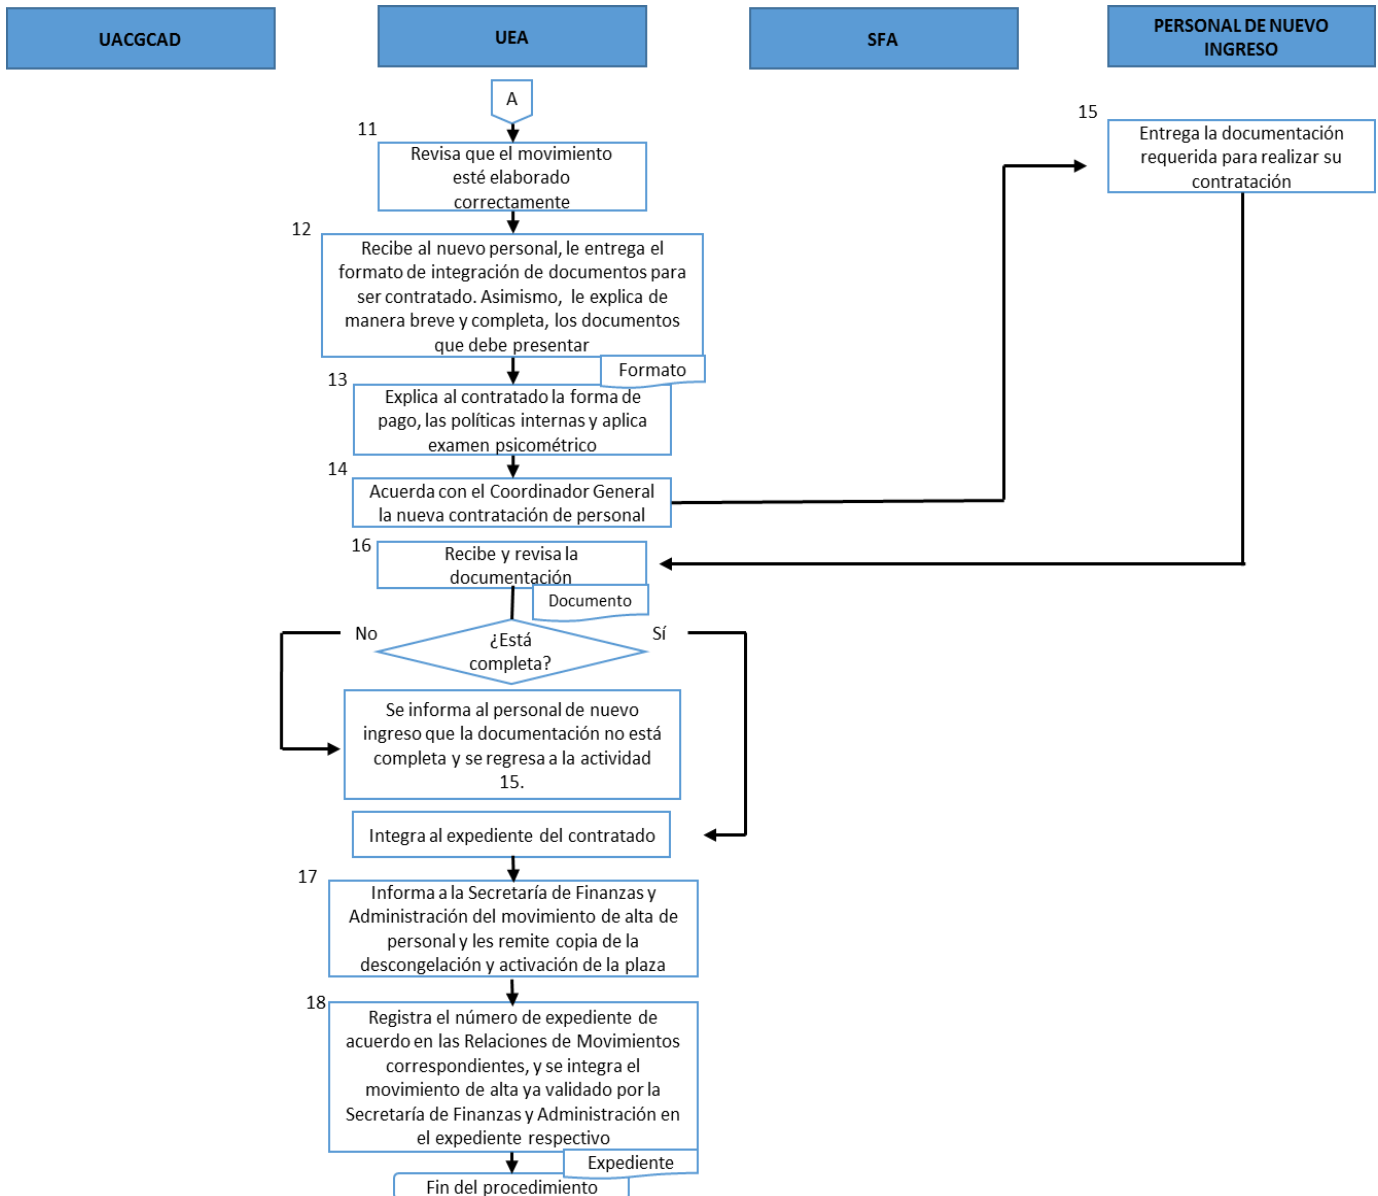 UACGCAD
UEA
SFA
PERSONAL DE NUEVO
INGRESO
A
11
Revisa que el movimiento
esté elaborado
correctamente
12
Recibe al nuevo personal, le entrega el
formato de integración de documentos para
ser contratado. Asimismo, le explica de
manera breve y completa, los documentos
que debe presentar
Formato
13
Explica al contratado la forma de
pago, las políticas internas y aplica
examen psicométrico
14
Acuerda con el Coordinador General
la nueva contratación de personal
15
Entrega la documentación
requerida para realizar su
contratación
16
Recibe y revisa la
documentación
Documento
No
¿Está
completa?
Sí
Se informa al personal de nuevo
ingreso que la documentación no está
completa y se regresa a la actividad
15.
Integra al expediente del contratado
17
Informa a la Secretaría de Finanzas y
Administración del movimiento de alta de
personal y les remite copia de la
descongelación y activación de la plaza
18
Registra el número de expediente de
acuerdo en las Relaciones de Movimientos
correspondientes, y se integra el
movimiento de alta ya validado por la
Secretaría de Finanzas y Administración en
el expediente respectivo
Expediente
Fin del procedimiento